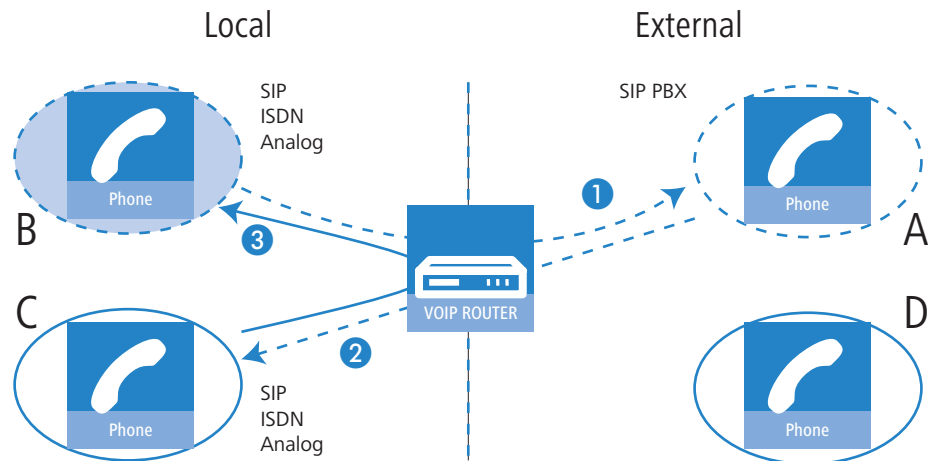 Local
External
SIP
ISDN
Analog
SIP PBX
Phone
Phone
1
B
A
3
VOIP ROUTER
C
D
2
SIP
ISDN
Analog
Phone
Phone